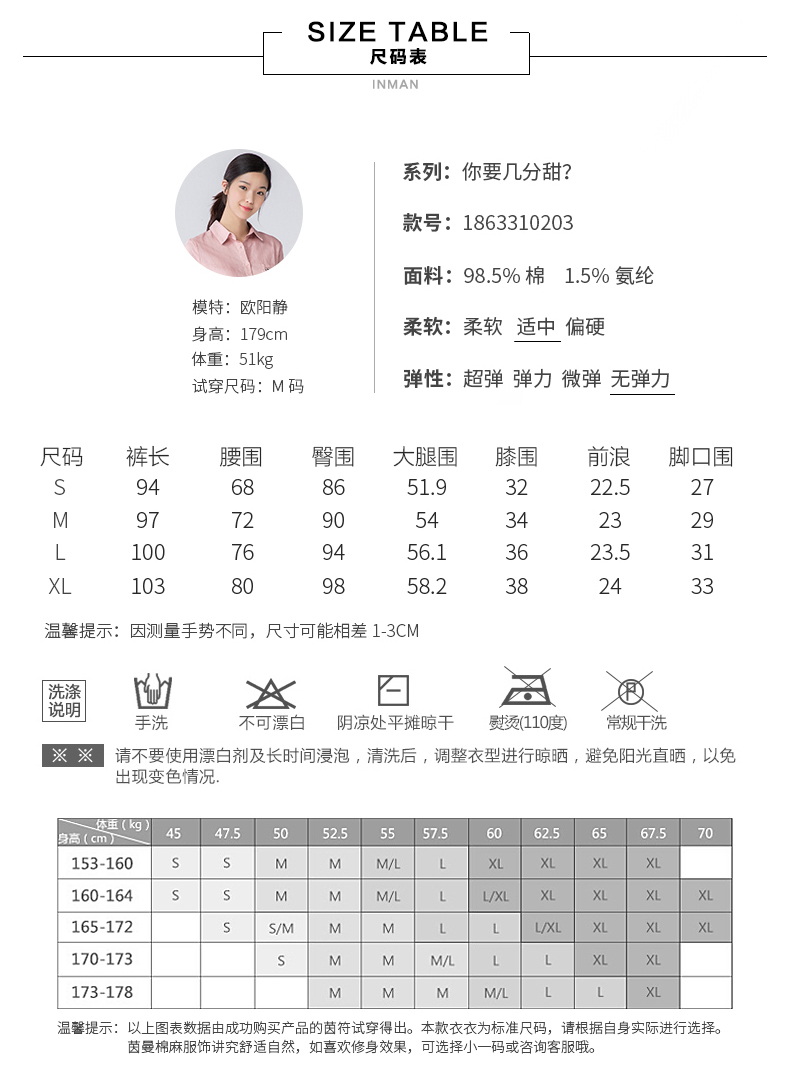 SIZE TABLE
尺码表
INMAN
系列：你要几分甜？
款号：1863310203
面料：98.5% 棉 1.5% 氨纶
柔软：柔软 适中 偏硬
弹性：超弹 弹力 微弹 无弹力
模特：欧阳静
身高：179cm
体重：51kg
试穿尺码：M 码
尺码 裤长 腰围 臀围 大腿围 膝围 前浪 脚口围
S 94 68 86 51.9 32 22.5 27
M 97 72 90 54 34 23 29
L 100 76 94 56.1 36 23.5 31
XL 103 80 98 58.2 38 24 33
温馨提示：因测量手势不同，尺寸可能相差 1-3CM
洗涤
说明
手洗 不可漂白 阴凉处平摊晾干 熨烫(110度) 常规干洗
P
※ ※ 请不要使用漂白剂及长时间浸泡，清洗后，调整衣型进行晾晒，避免阳光直晒，以免
出现变色情况.
体重（kg）
身高（cm） 45 47.5 50 52.5 55 57.5 60 62.5 65 67.5 70
153-160 S S M M M/L L XL XL XL XL
160-164 S S M M M/L L L/XL XL XL XL XL
165-172 S S/M M M L L L/XL XL XL XL
170-173 S M M M/L L L XL XL
173-178 M M M M/L L L XL
温馨提示：以上图表数据由成功购买产品的茵符试穿得出。本款衣衣为标准尺码，请根据自身实际进行选择。
茵曼棉麻服饰讲究舒适自然，如喜欢修身效果，可选择小一码或咨询客服哦。